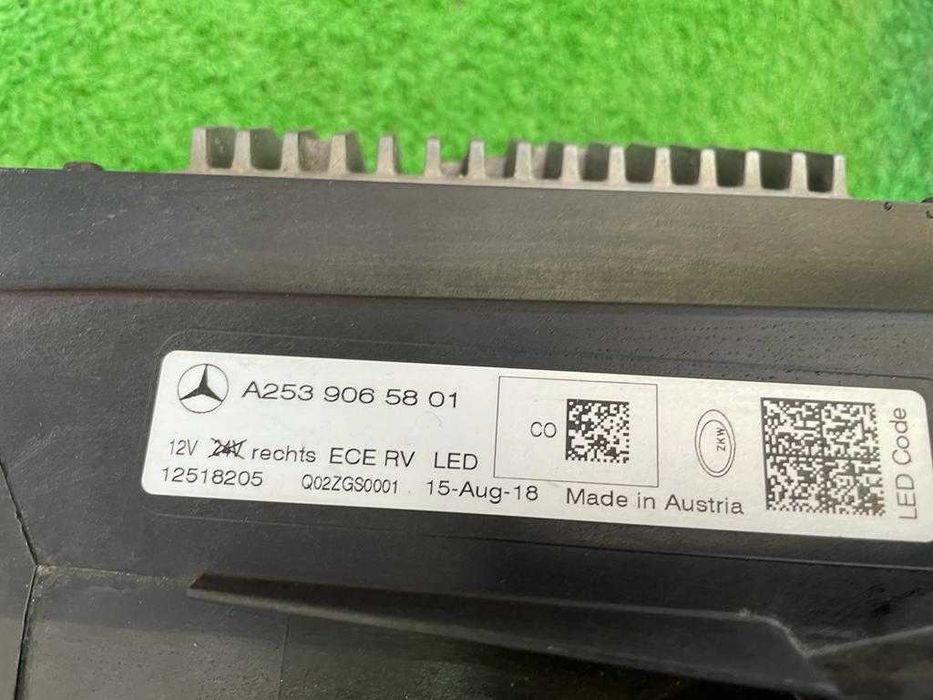 A253 906 58 01
12V 24V rechts ECE RV LED
12518205 Q02ZGS0001 15-Aug-18 Made in Austria
CO
ZKW
LED Code